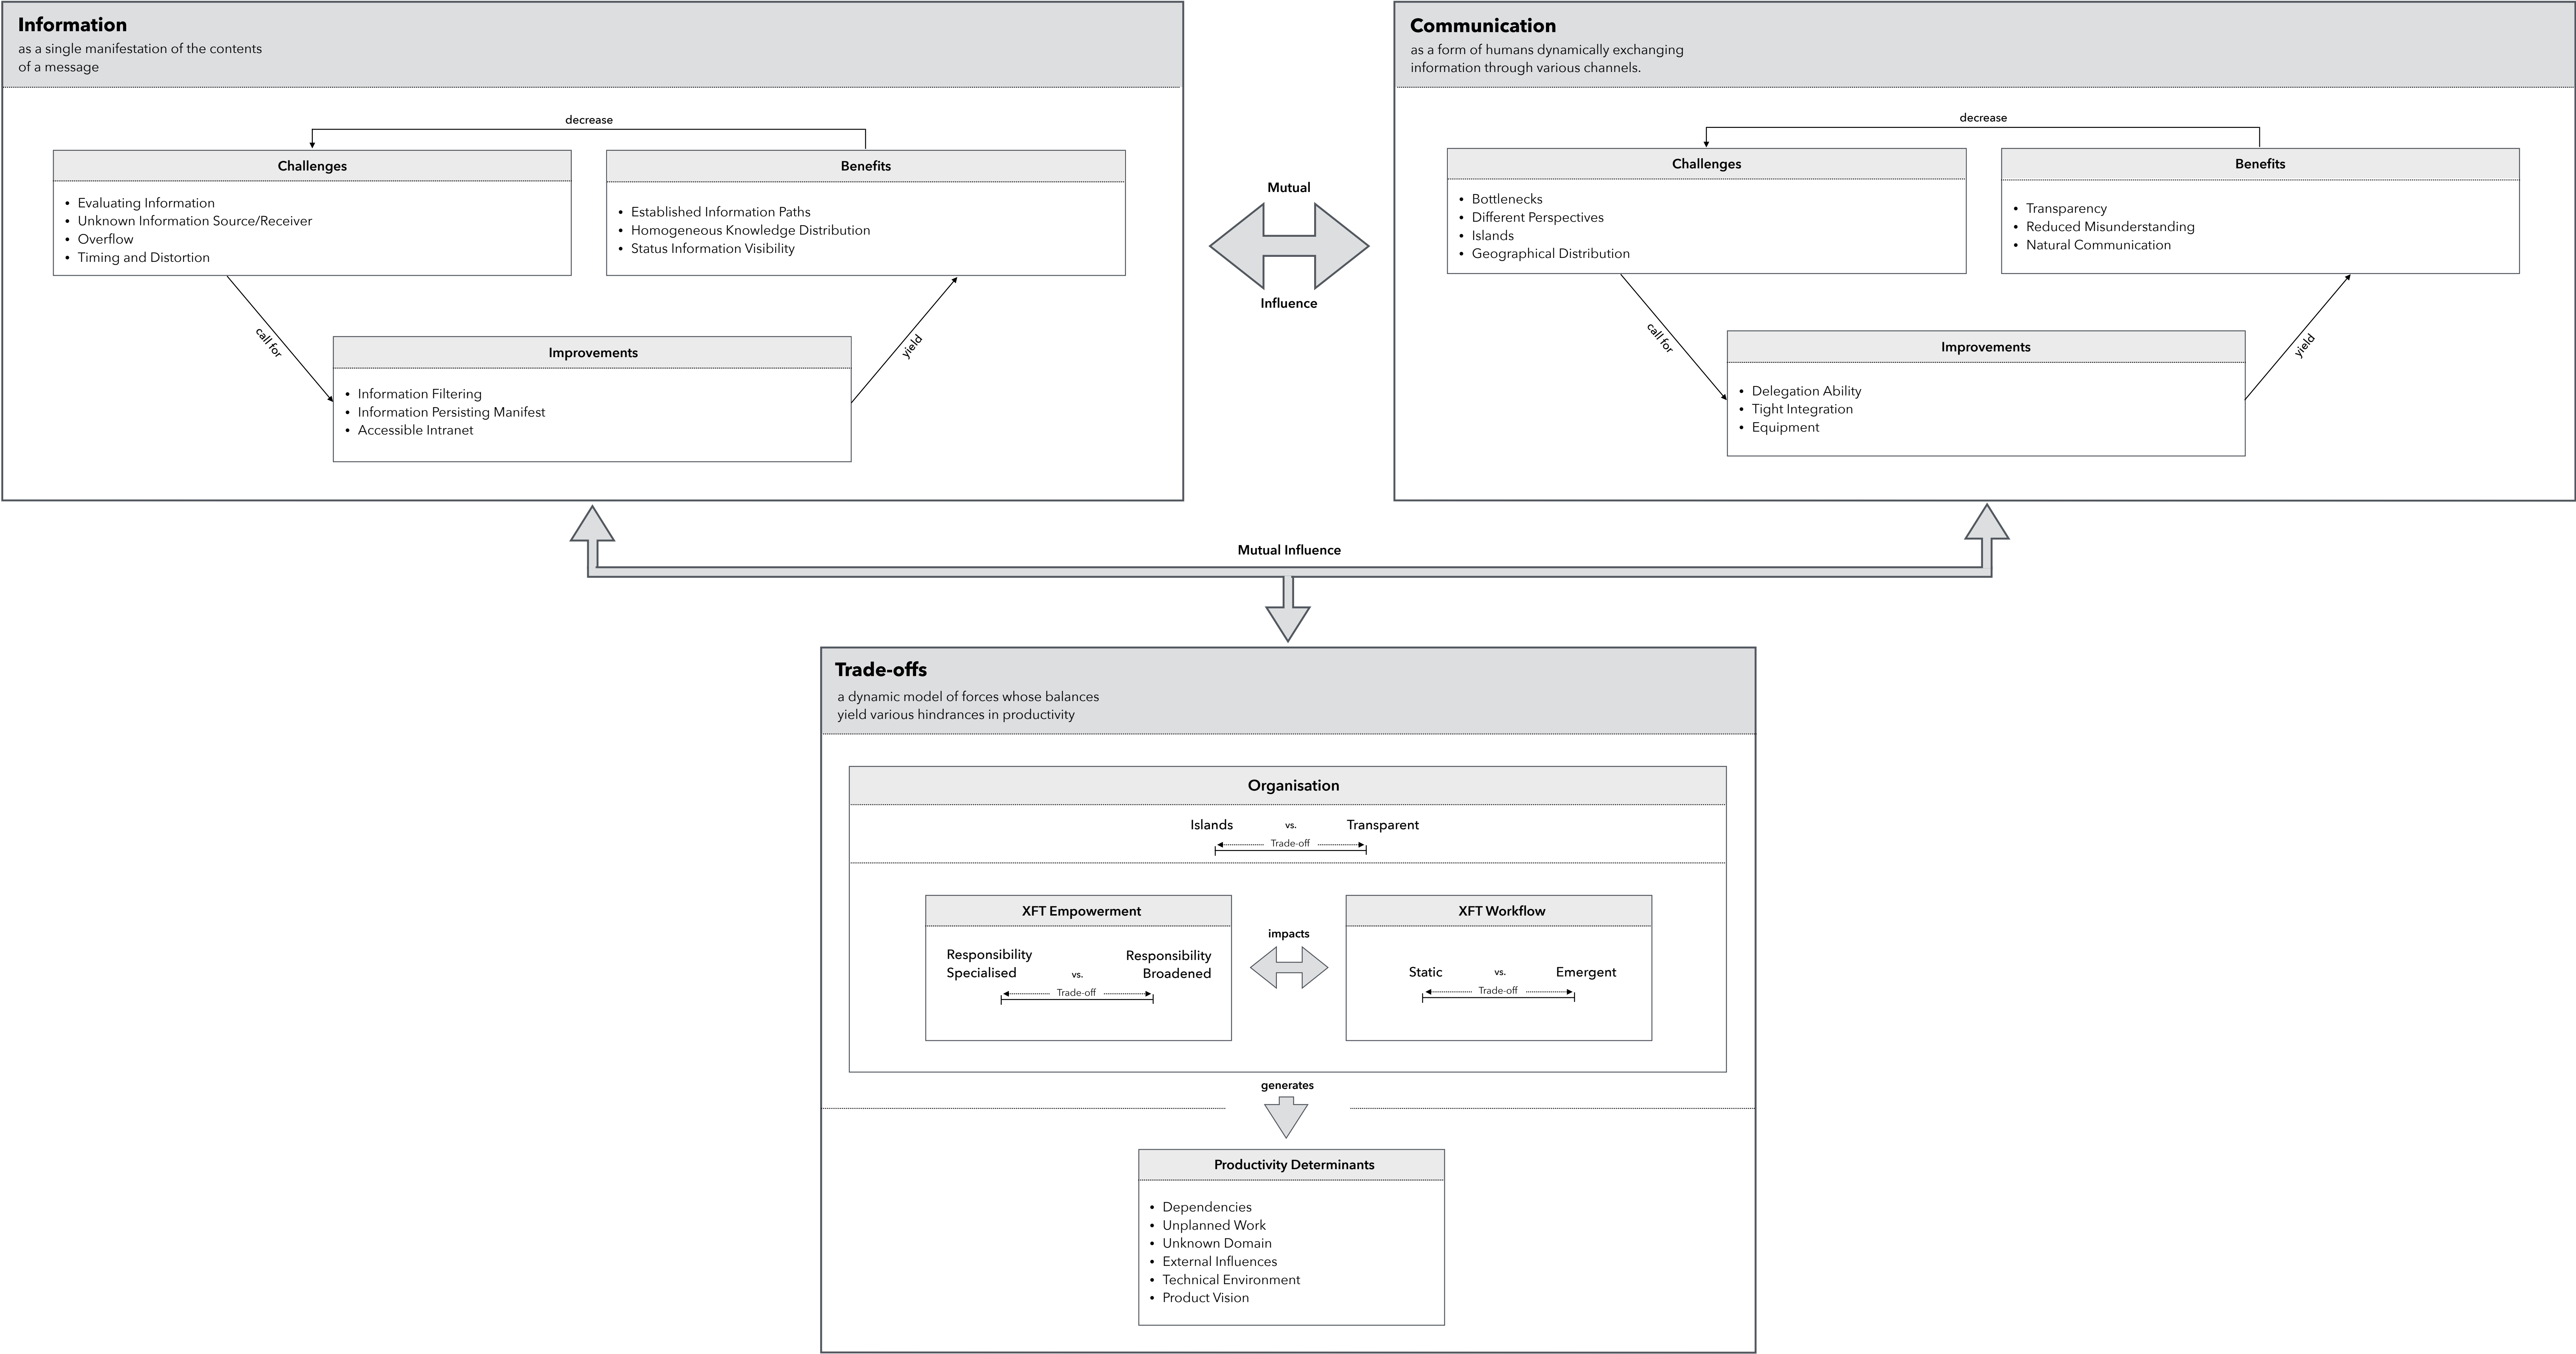 Information
as a single manifestation of the contents
of a message
decrease
Challenges
• Evaluating Information
• Unknown Information Source/Receiver
• Overflow
• Timing and Distortion
Benefits
• Established Information Paths
• Homogeneous Knowledge Distribution
• Status Information Visibility
call for
yield
Improvements
• Information Filtering
• Information Persisting Manifest
• Accessible Intranet
Mutual
Influence
Communication
as a form of humans dynamically exchanging
information through various channels.
decrease
Challenges
• Bottlenecks
• Different Perspectives
• Islands
• Geographical Distribution
Benefits
• Transparency
• Reduced Misunderstanding
• Natural Communication
call for
yield
Improvements
• Delegation Ability
• Tight Integration
• Equipment
Mutual Influence
Trade-offs
a dynamic model of forces whose balances
yield various hindrances in productivity
Organisation
Islands vs. Transparent
Trade-off
XFT Empowerment
Responsibility Responsibility
Specialised vs. Broadened
Trade-off
impacts
XFT Workflow
Static vs. Emergent
Trade-off
generates
Productivity Determinants
• Dependencies
• Unplanned Work
• Unknown Domain
• External Influences
• Technical Environment
• Product Vision